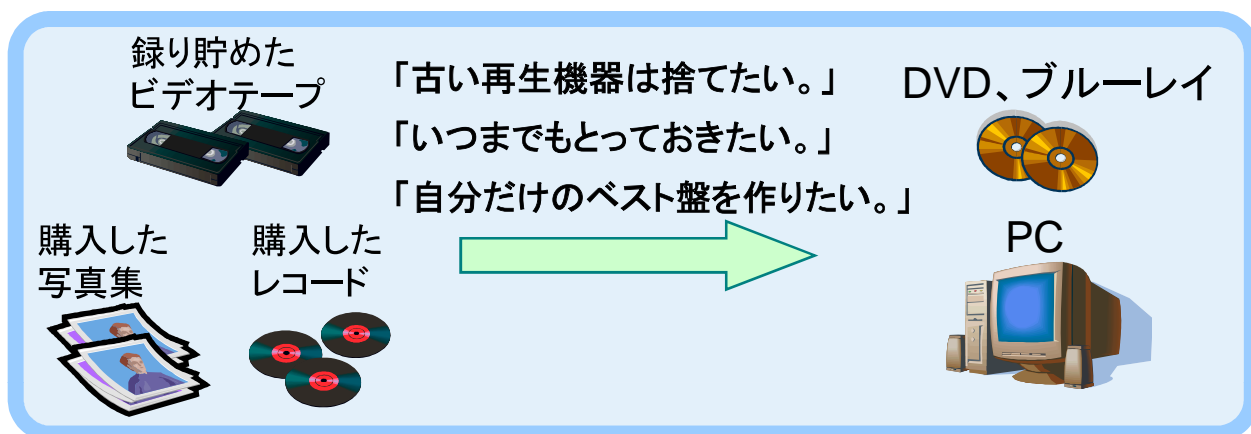 録り貯めた
ビデオテープ
「古い再生機器は捨てたい。」
「いつまでもとっておきたい。」
「自分だけのベスト盤を作りたい。」
DVD、ブルーレイ
購入した
写真集
購入した
レコード
PC